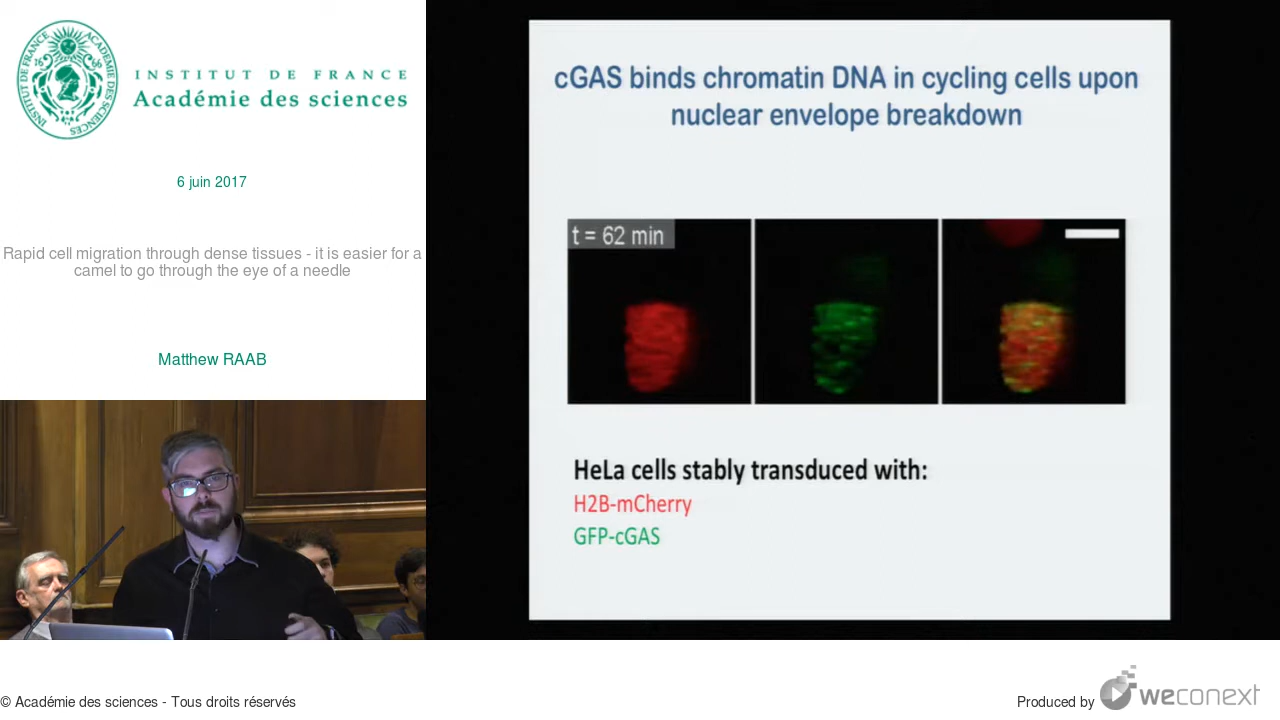 INSTITUT DE FRANCE
Académie des sciences
6 juin 2017
Rapid cell migration through dense tissues - it is easier for a
camel to go through the eye of a needle
Matthew RAAB
cGAS binds chromatin DNA in cycling cells upon
nuclear envelope breakdown
t = 62 min
HeLa cells stably transduced with:
H2B-mCherry
GFP-cGAS
© Académie des sciences - Tous droits réservés
Produced by weconext